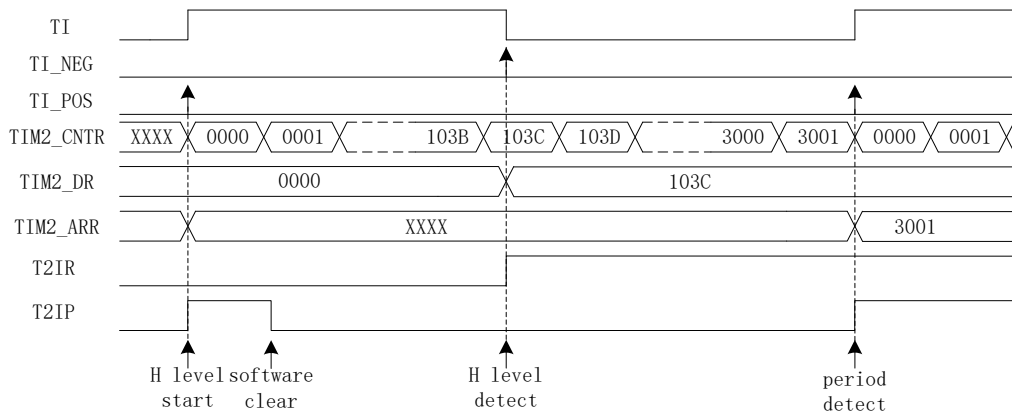 TI
TI_NEG
TI_POS
TIM2_CNTR XXXX 0000 0001 103B 103C 103D 3000 3001 0000 0001
TIM2_DR 0000 103C
TIM2_ARR XXXX 3001
T2IR
T2IP
H level start
software clear
H level detect
period detect